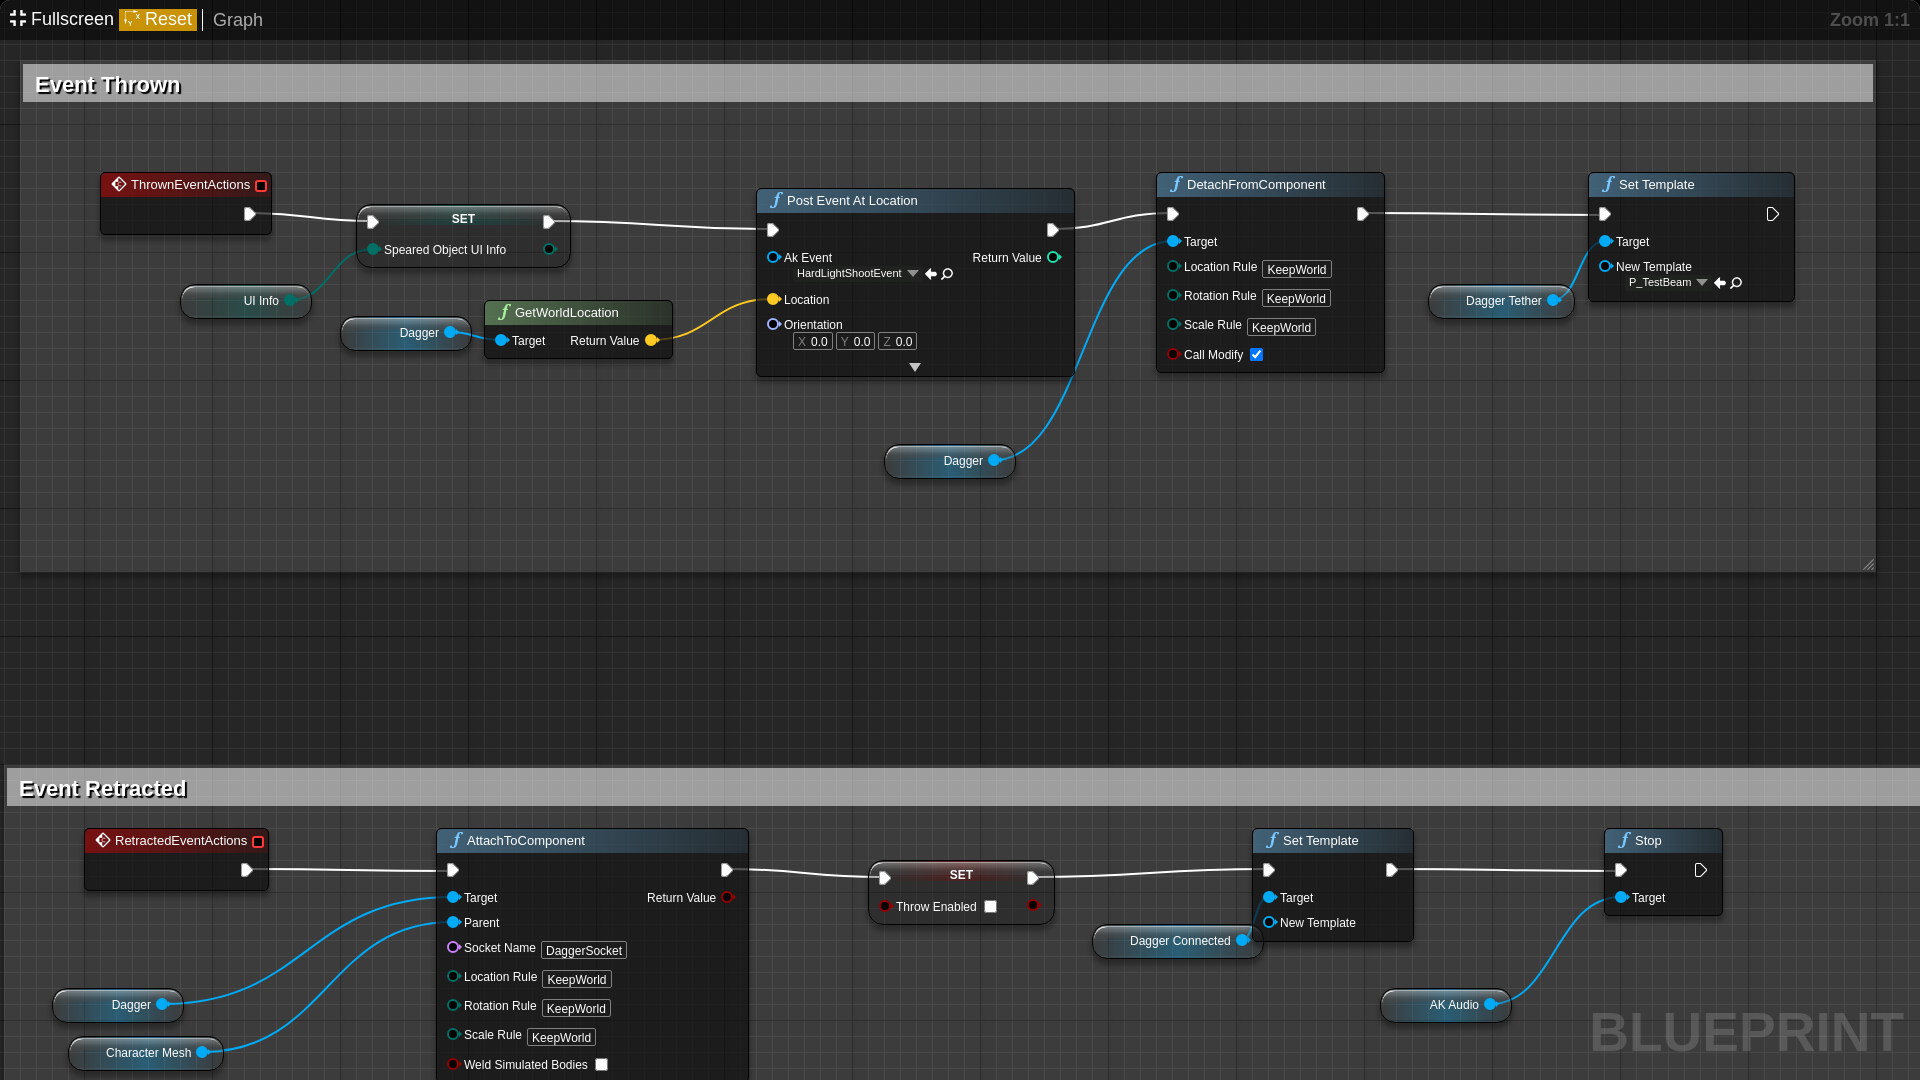 Fullscreen Reset Graph Zoom 1:1
Event Thrown
ThrownEventActions
SET
Speared Object UI Info
UI Info
Dagger
GetWorldLocation
Target Return Value
Post Event At Location
Ak Event Return Value
HardLightShootEvent
Location
Orientation
X 0.0 Y 0.0 Z 0.0
Dagger
DetachFromComponent
Target
Location Rule KeepWorld
Rotation Rule KeepWorld
Scale Rule KeepWorld
Call Modify
Dagger Tether
Set Template
Target
New Template
P_TestBeam
Event Retracted
RetractedEventActions
Dagger
Character Mesh
AttachToComponent
Target Return Value
Parent
Socket Name DaggerSocket
Location Rule KeepWorld
Rotation Rule KeepWorld
Scale Rule KeepWorld
Weld Simulated Bodies
SET
Throw Enabled
Dagger Connected
Set Template
Target
New Template
AK Audio
Stop
Target
BLUEPRINT